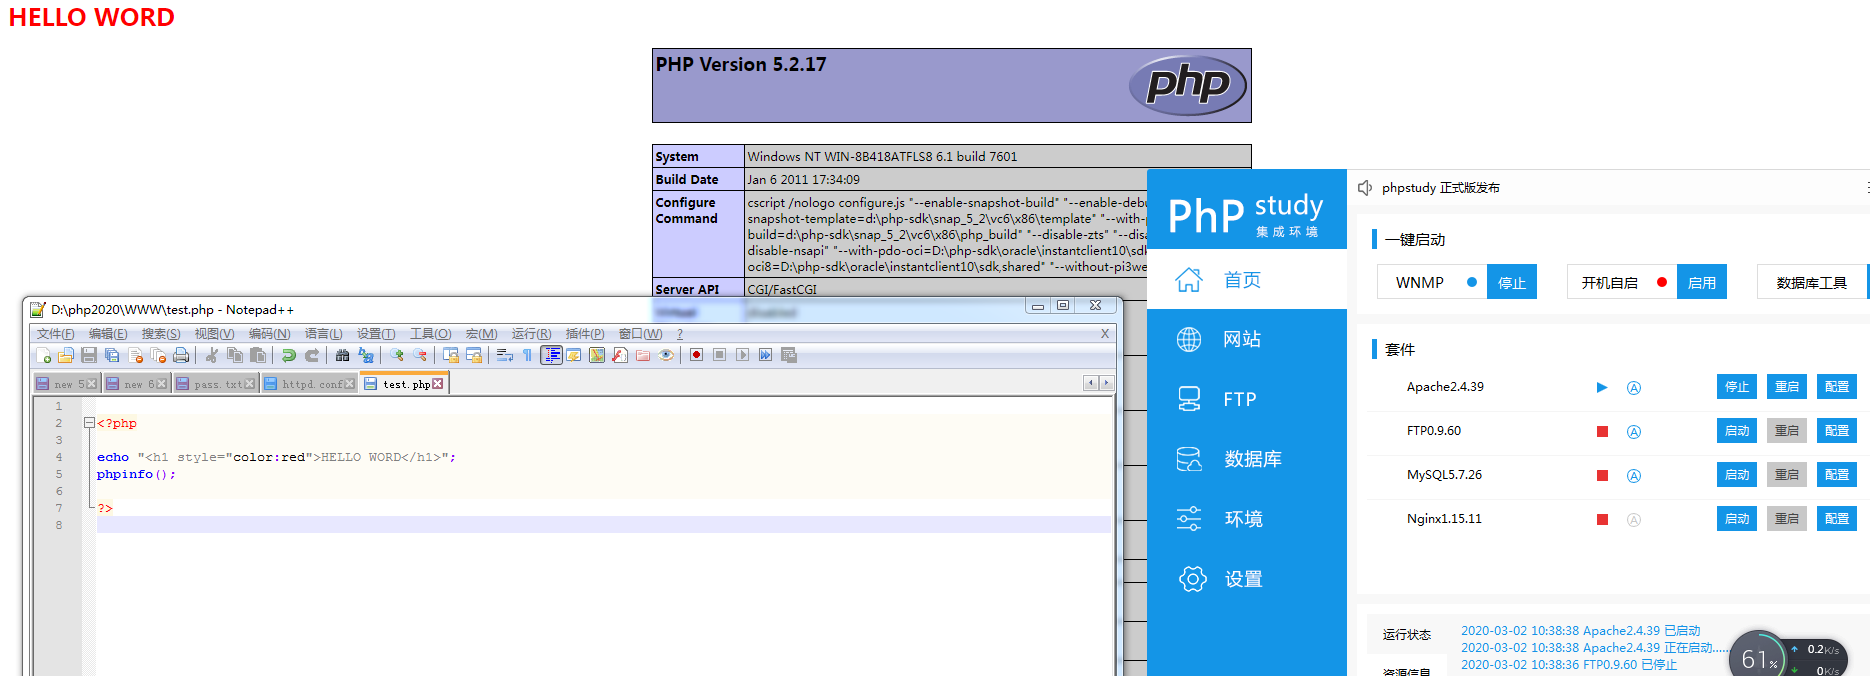 HELLO WORD
PHP Version 5.2.17
php
System
Windows NT WIN-8B418ATFLS8 6.1 build 7601
Build Date
Jan 6 2011 17:34:09
Configure
Command
cscript /nologo configure.js "--enable-snapshot-build" "--enable-debu
snapshot-template=d:\php-sdk\snap_5_2\vc6\x86\template" "--with-p
build=d:\php-sdk\snap_5_2\vc6\x86\php_build" "--disable-zts" "--disa
disable-nsapi" "--with-pdo-oci=D:\php-sdk\oracle\instantclient10\sdk
oci8=D:\php-sdk\oracle\instantclient10\sdk,shared" "--without-pi3we
Server API
CGI/FastCGI
Virtual
disabled
D:\php2020\WWW\test.php - Notepad++
文件(F) 编辑(E) 搜索(S) 视图(V) 编码(N) 语言(L) 设置(T) 工具(O) 宏(M) 运行(R) 插件(P) 窗口(W) ?
X
new 5 new 6 pass.txt httpd.conf test.php
1
2 <?php
3
4 echo "<h1 style="color:red">HELLO WORD</h1>";
5 phpinfo();
6
7 ?>
8
PhP study
集成环境
首页
网站
FTP
数据库
环境
设置
phpstudy 正式版发布
一键启动
WNMP 停止
开机自启 启用
数据库工具
套件
Apache2.4.39 A 停止 重启 配置
FTP0.9.60 A 启动 重启 配置
MySQL5.7.26 A 启动 重启 配置
Nginx1.15.11 A 启动 重启 配置
运行状态
2020-03-02 10:38:38 Apache2.4.39 已启动
2020-03-02 10:38:38 Apache2.4.39 正在启动......
2020-03-02 10:38:36 FTP0.9.60 已停止
资源信息
61%
0.2K/s
0K/s